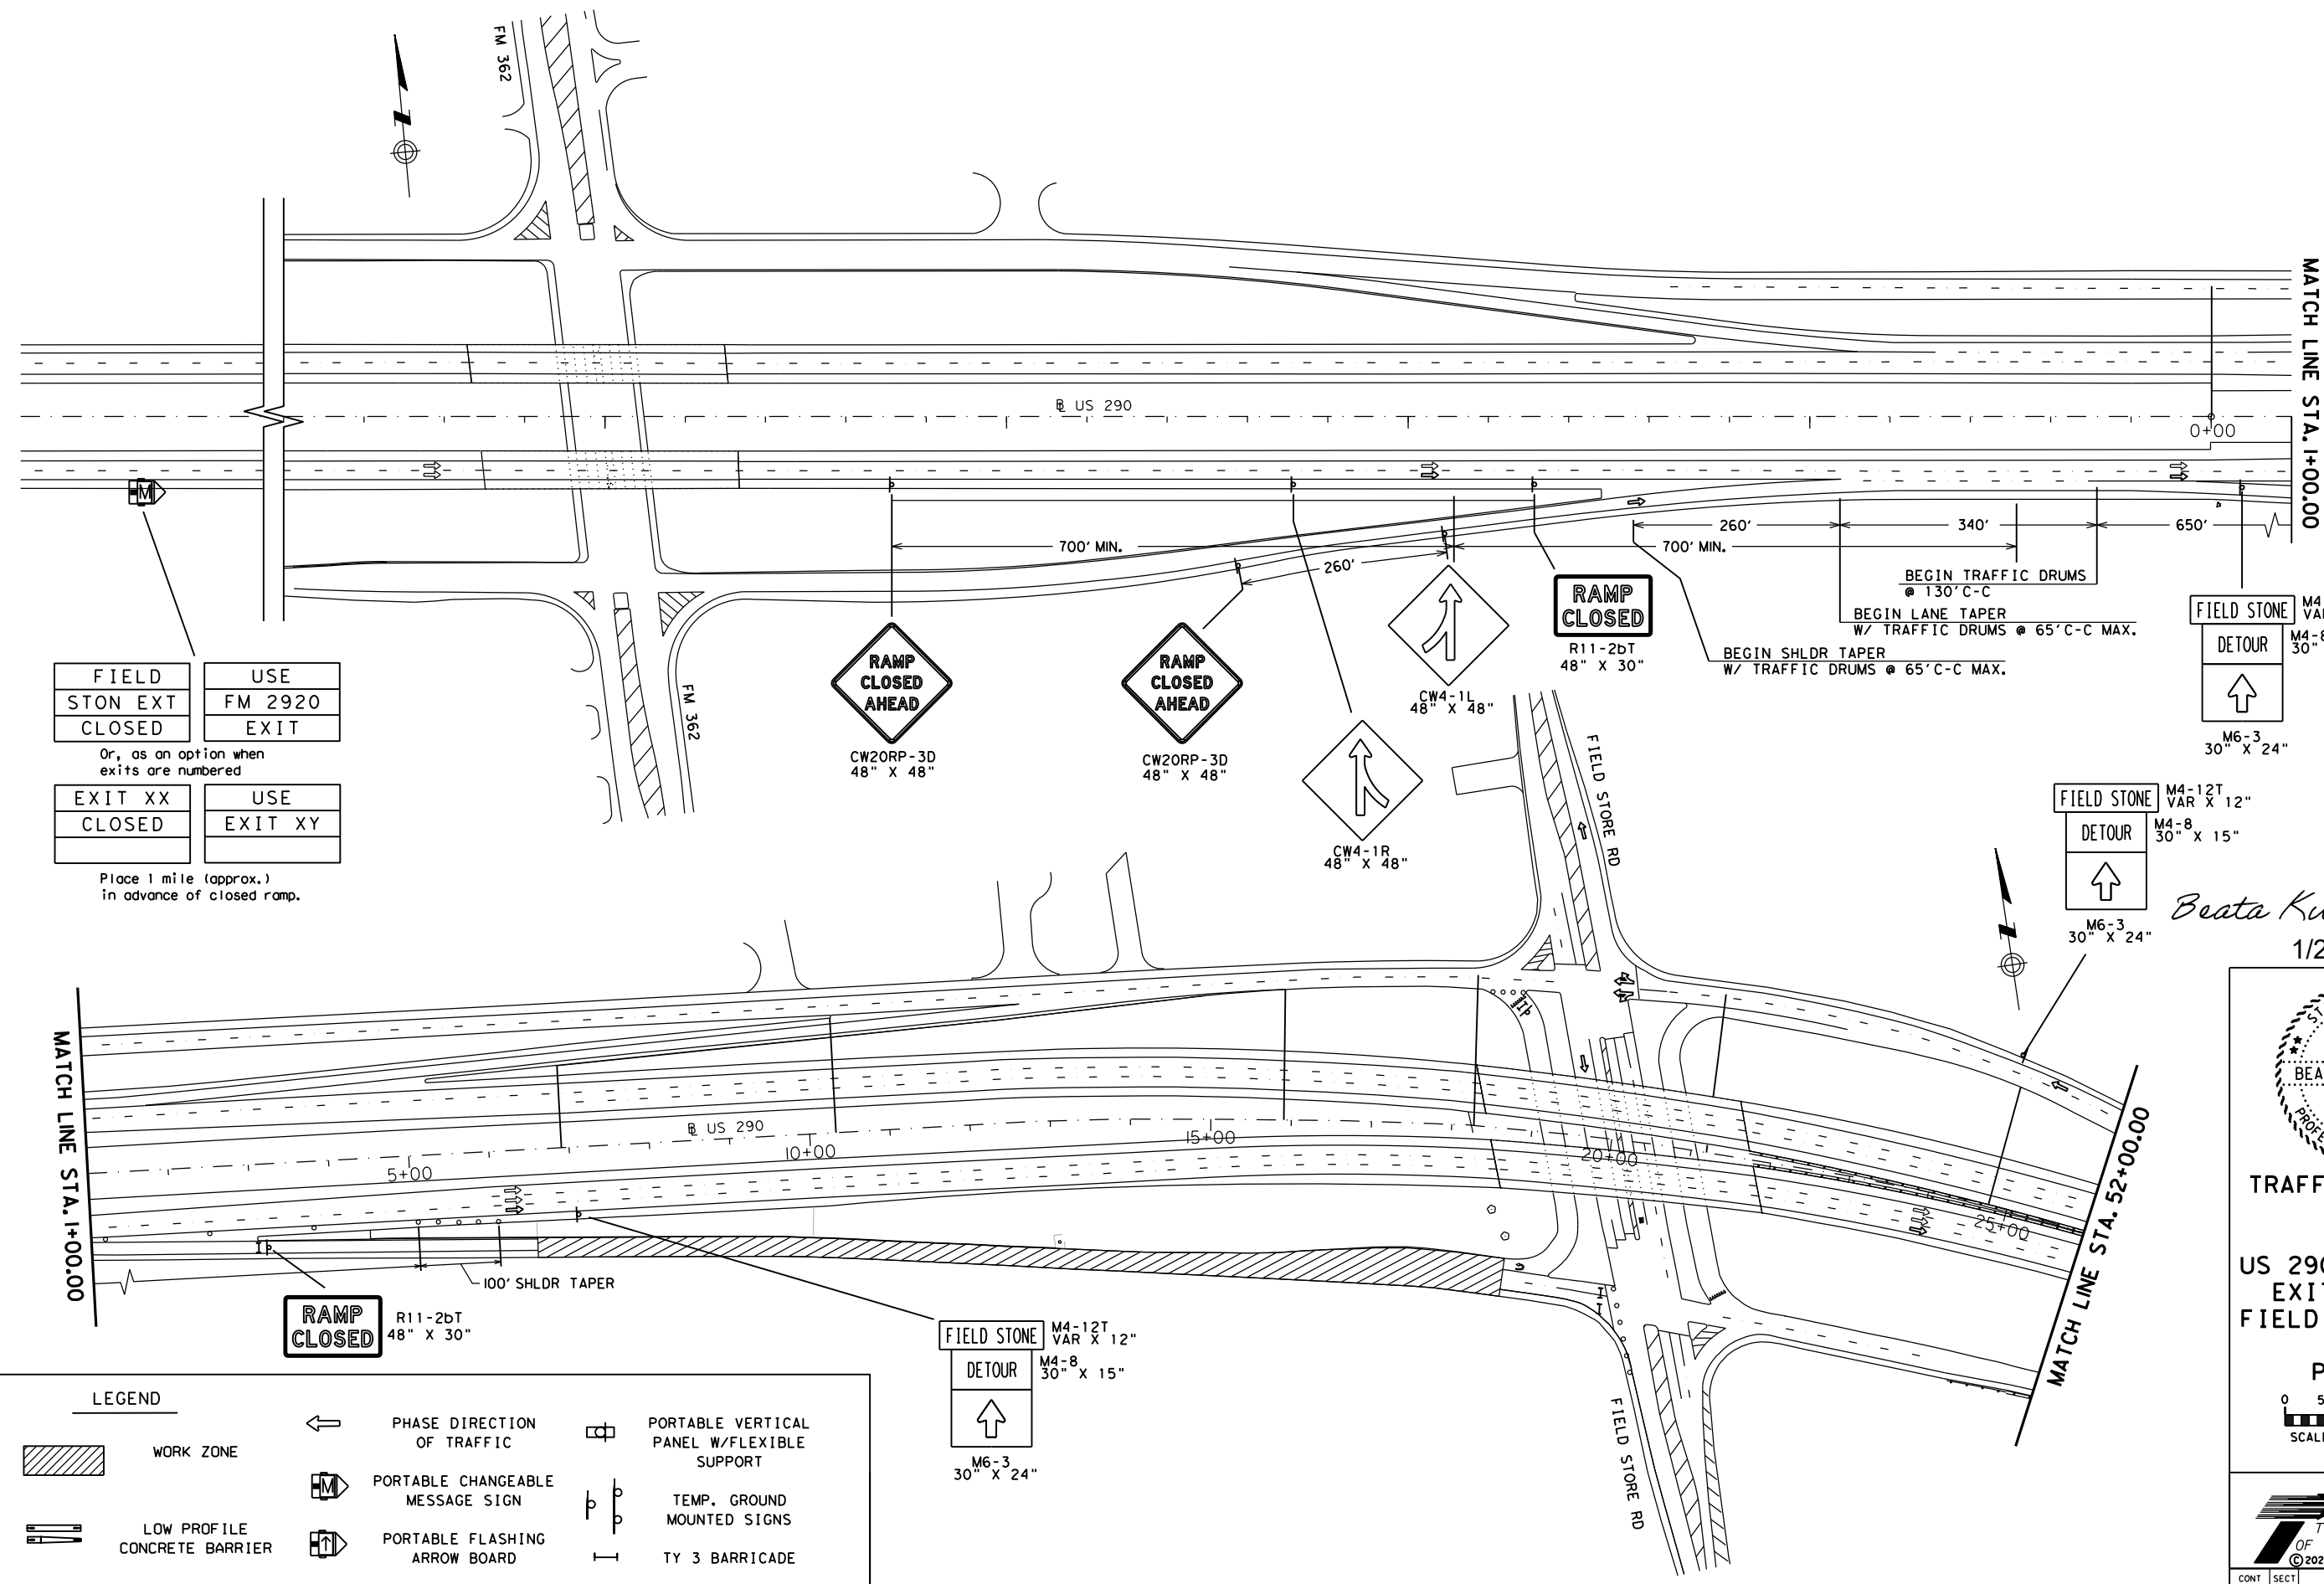 FM 362
MATCH LINE STA. 1+00.00
℄ US 290
0+00
M
700' MIN.
260'
700' MIN.
260'
340'
650'
BEGIN TRAFFIC DRUMS
@ 130'C-C
BEGIN LANE TAPER
W/ TRAFFIC DRUMS @ 65'C-C MAX.
BEGIN SHLDR TAPER
W/ TRAFFIC DRUMS @ 65'C-C MAX.
RAMP
CLOSED
R11-2bT
48" X 30"
FIELD STONE
DETOUR
M4-8
30"
M6-3
30" X 24"
FIELD
STON EXT
CLOSED
USE
FM 2920
EXIT
Or, as an option when
exits are numbered
EXIT XX
CLOSED
USE
EXIT XY
Place 1 mile (approx.)
in advance of closed ramp.
FM 362
RAMP
CLOSED
AHEAD
CW20RP-3D
48" X 48"
RAMP
CLOSED
AHEAD
CW20RP-3D
48" X 48"
CW4-1L
48" X 48"
CW4-1R
48" X 48"
FIELD STORE RD
FIELD STONE
M4-12T
VAR X 12"
DETOUR
M4-8
30" X 15"
M6-3
30" X 24"
Beata
MATCH LINE STA. 1+00.00
℄ US 290
5+00
10+00
15+00
20+00
25+00
MATCH LINE STA. 52+00.00
100' SHLDR TAPER
RAMP
CLOSED
R11-2bT
48" X 30"
FIELD STONE
M4-12T
VAR X 12"
DETOUR
M4-8
30" X 15"
M6-3
30" X 24"
FIELD STORE RD
LEGEND
WORK ZONE
LOW PROFILE
CONCRETE BARRIER
PHASE DIRECTION
OF TRAFFIC
M
PORTABLE CHANGEABLE
MESSAGE SIGN
PORTABLE FLASHING
ARROW BOARD
PORTABLE VERTICAL
PANEL W/FLEXIBLE
SUPPORT
TEMP. GROUND
MOUNTED SIGNS
TY 3 BARRICADE
BEA
TRAFF
US 290
EXIT
FIELD
P
0 5
SCAL
OF
© 202
CONT SECT